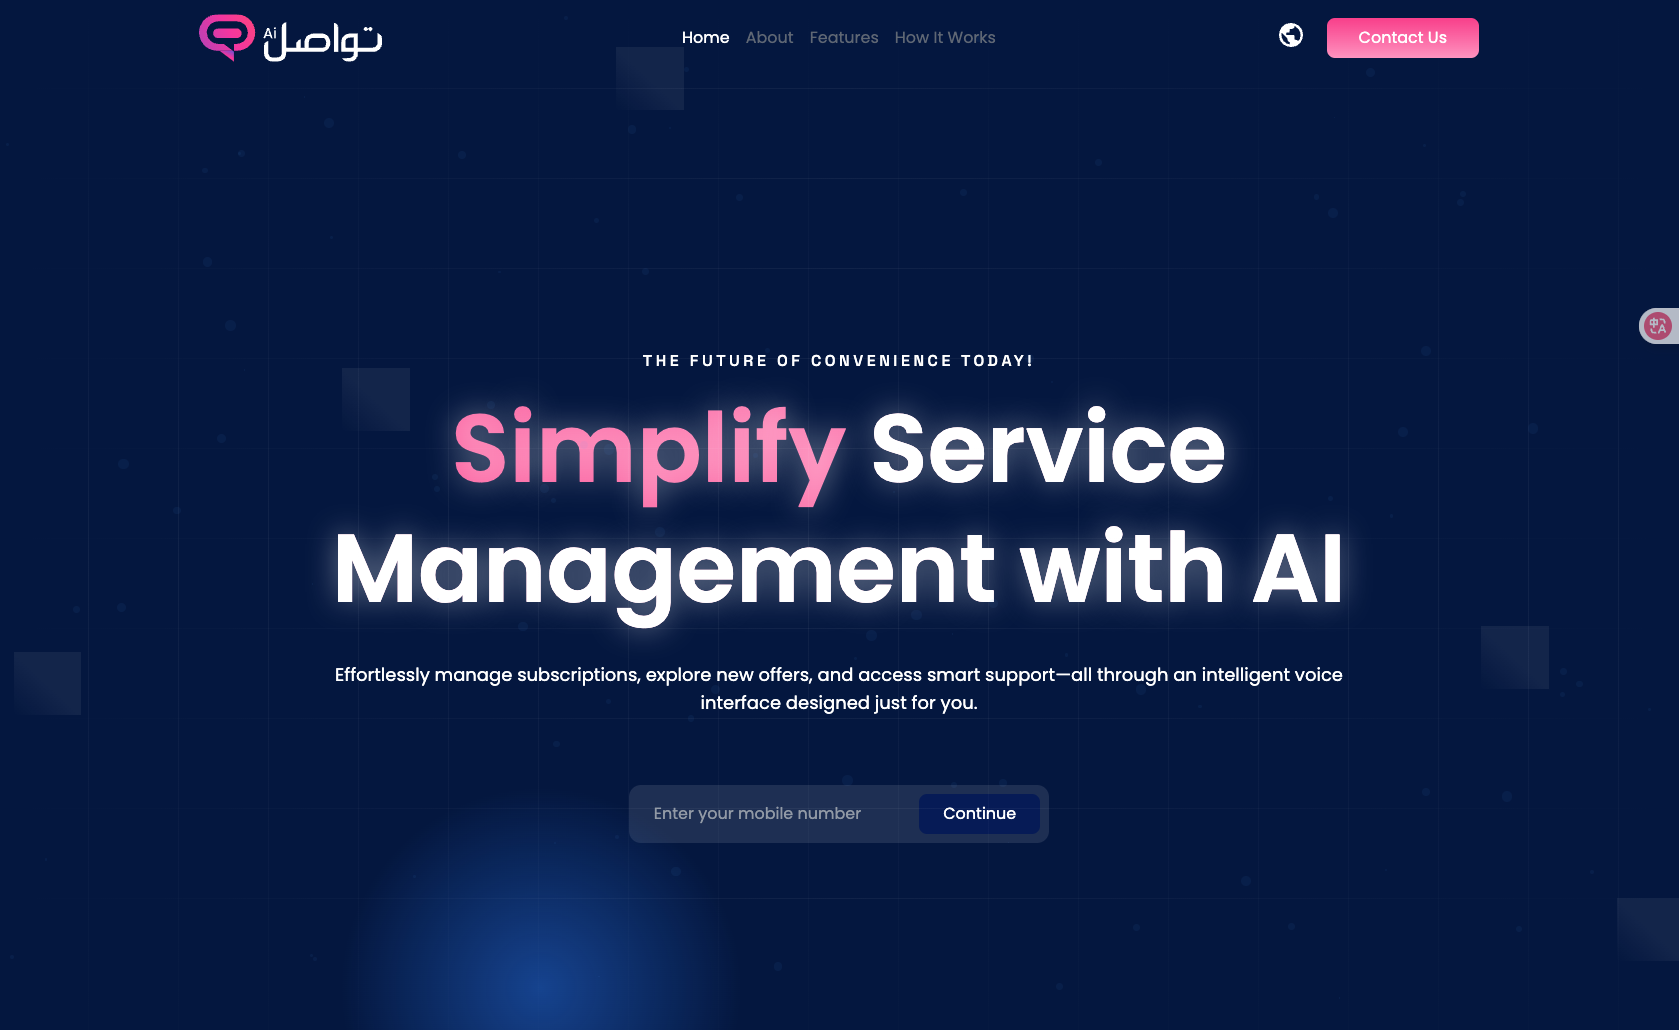 تواصل Ai
Home About Features How It Works
Contact Us
THE FUTURE OF CONVENIENCE TODAY!
Simplify Service
Management with AI
Effortlessly manage subscriptions, explore new offers, and access smart support—all through an intelligent voice
interface designed just for you.
Enter your mobile number Continue